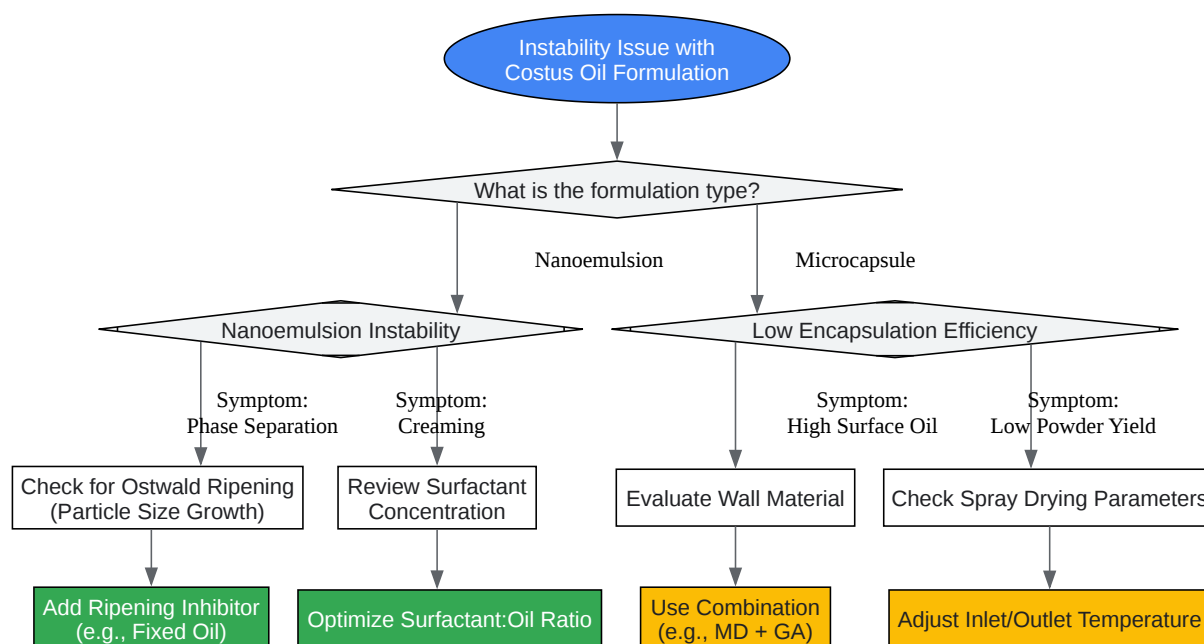 Instability Issue with
Costus Oil Formulation
What is the formulation type?
Nanoemulsion
Microcapsule
Nanoemulsion Instability
Low Encapsulation Efficiency
Symptom:
Phase Separation
Symptom:
Creaming
Symptom:
High Surface Oil
Symptom:
Low Powder Yield
Check for Ostwald Ripening
(Particle Size Growth)
Review Surfactant
Concentration
Evaluate Wall Material
Check Spray Drying Parameters
Add Ripening Inhibitor
(e.g., Fixed Oil)
Optimize Surfactant:Oil Ratio
Use Combination
(e.g., MD + GA)
Adjust Inlet/Outlet Temperature